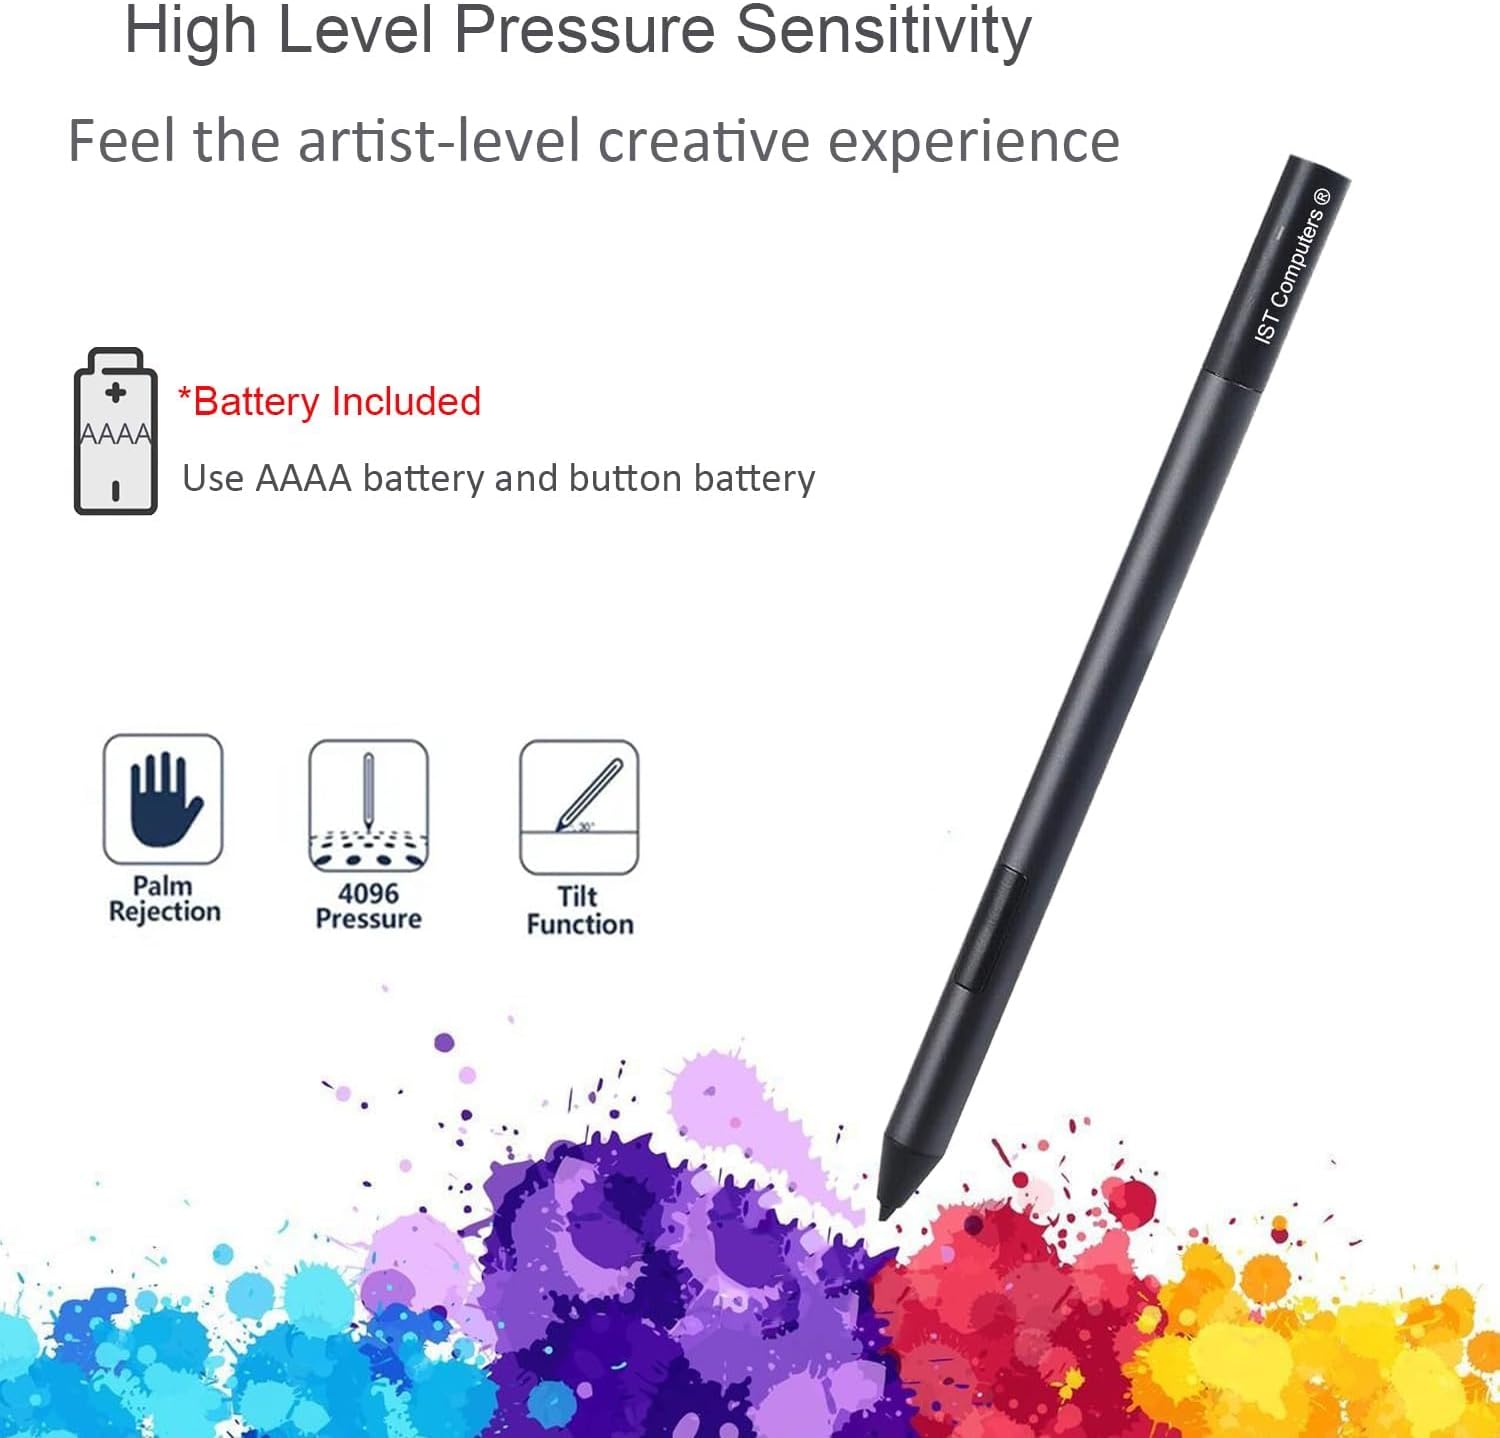 High Level Pressure Sensitivity
Feel the artist-level creative experience
IST Computers ®
+
*Battery Included
AAAA
Use AAAA battery and button battery
30°
Palm
Rejection
4096
Pressure
Tilt
Function